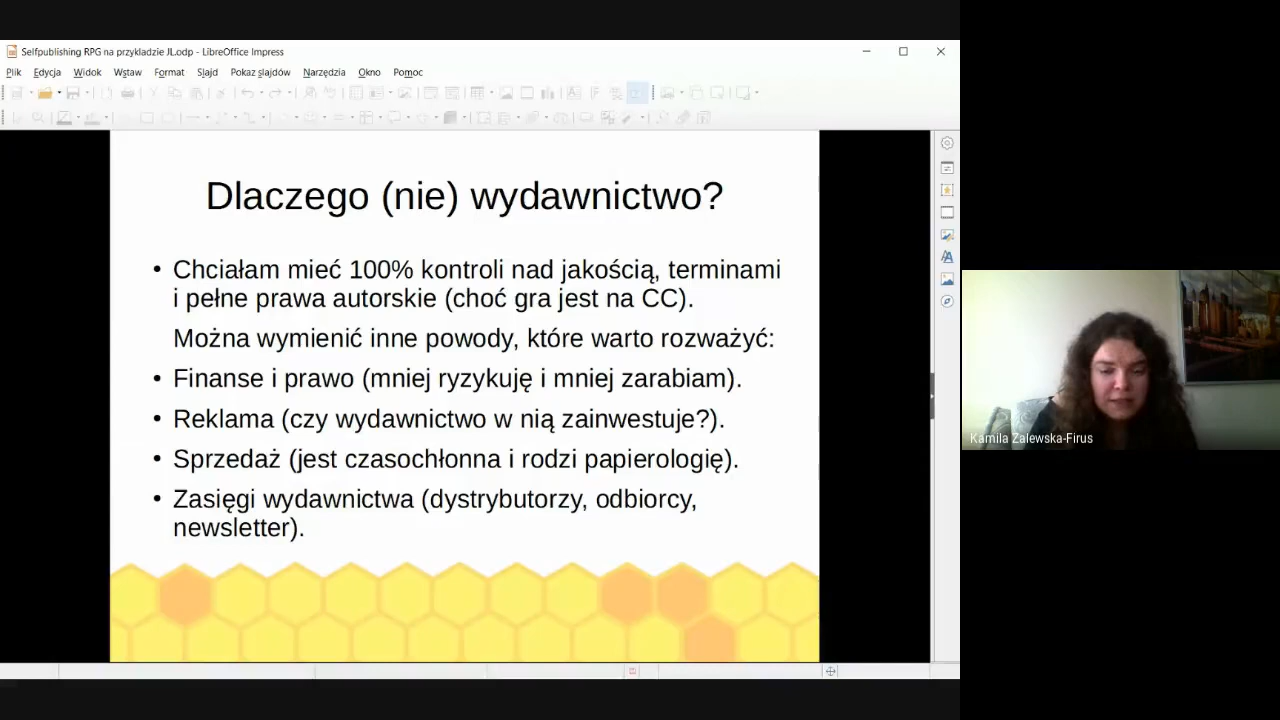 Selfpublishing RPG na przykładzie JL.odp - LibreOffice Impress
Plik Edycja Widok Wstaw Format Slajd Pokaz slajdów Narzędzia Okno Pomoc
Dlaczego (nie) wydawnictwo?
• Chciałam mieć 100% kontroli nad jakością, terminami
i pełne prawa autorskie (choć gra jest na CC).
Można wymienić inne powody, które warto rozważyć:
• Finanse i prawo (mniej ryzykuję i mniej zarabiam).
• Reklama (czy wydawnictwo w nią zainwestuje?).
• Sprzedaż (jest czasochłonna i rodzi papierologię).
• Zasięgi wydawnictwa (dystrybutorzy, odbiorcy,
newsletter).
Kamila Zalewska-Firus